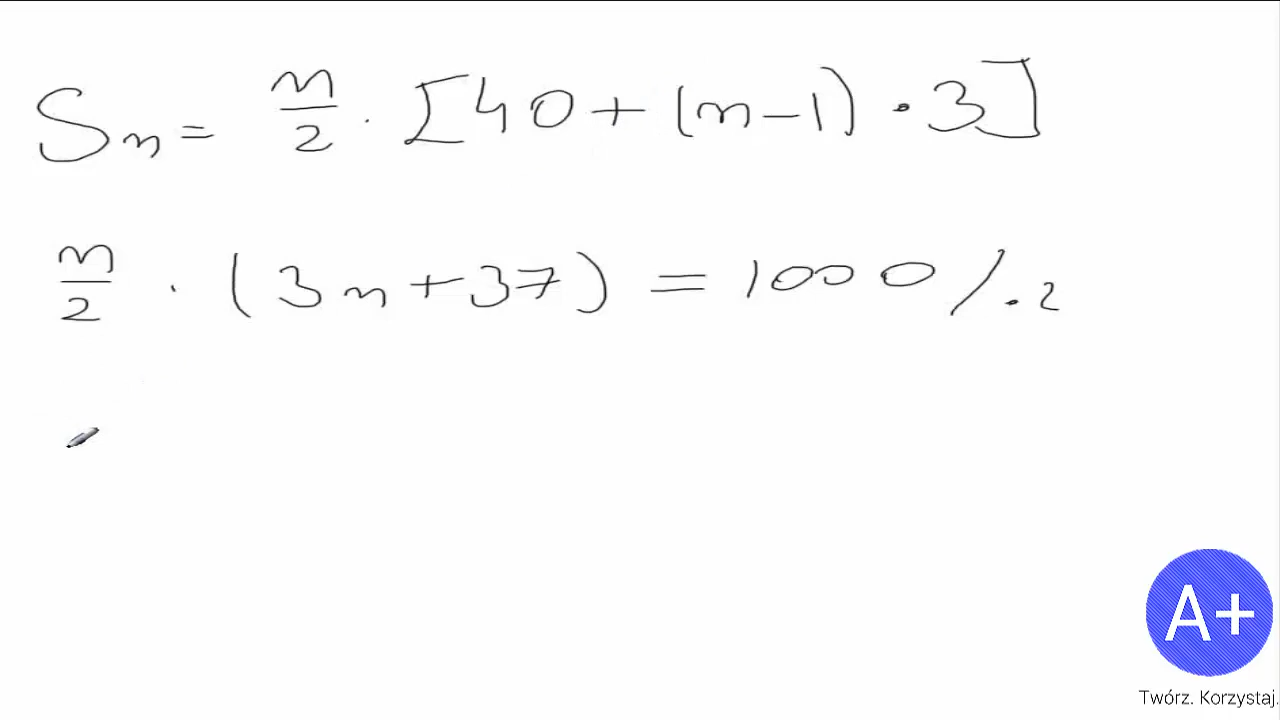 Sn = n/2 · [40 + (n-1) · 3]
n/2 · (3n + 37) = 1000 / · 2
A+
Twórz. Korzystaj.